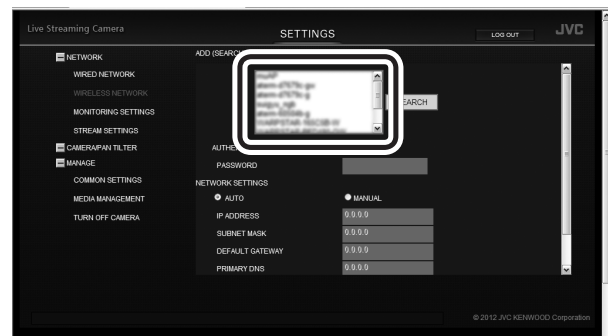 Live Streaming Camera
SETTINGS
LOG OUT
JVC
NETWORK
WIRED NETWORK
WIRELESS NETWORK
MONITORING SETTINGS
STREAM SETTINGS
CAMERA/PAN TILTER
MANAGE
COMMON SETTINGS
MEDIA MANAGEMENT
TURN OFF CAMERA
ADD (SEARCH
EARCH
AUTHE
PASSWORD
NETWORK SETTINGS
AUTO
MANUAL
IP ADDRESS 0.0.0.0
SUBNET MASK 0.0.0.0
DEFAULT GATEWAY 0.0.0.0
PRIMARY DNS 0.0.0.0
© 2012 JVC KENWOOD Corporation